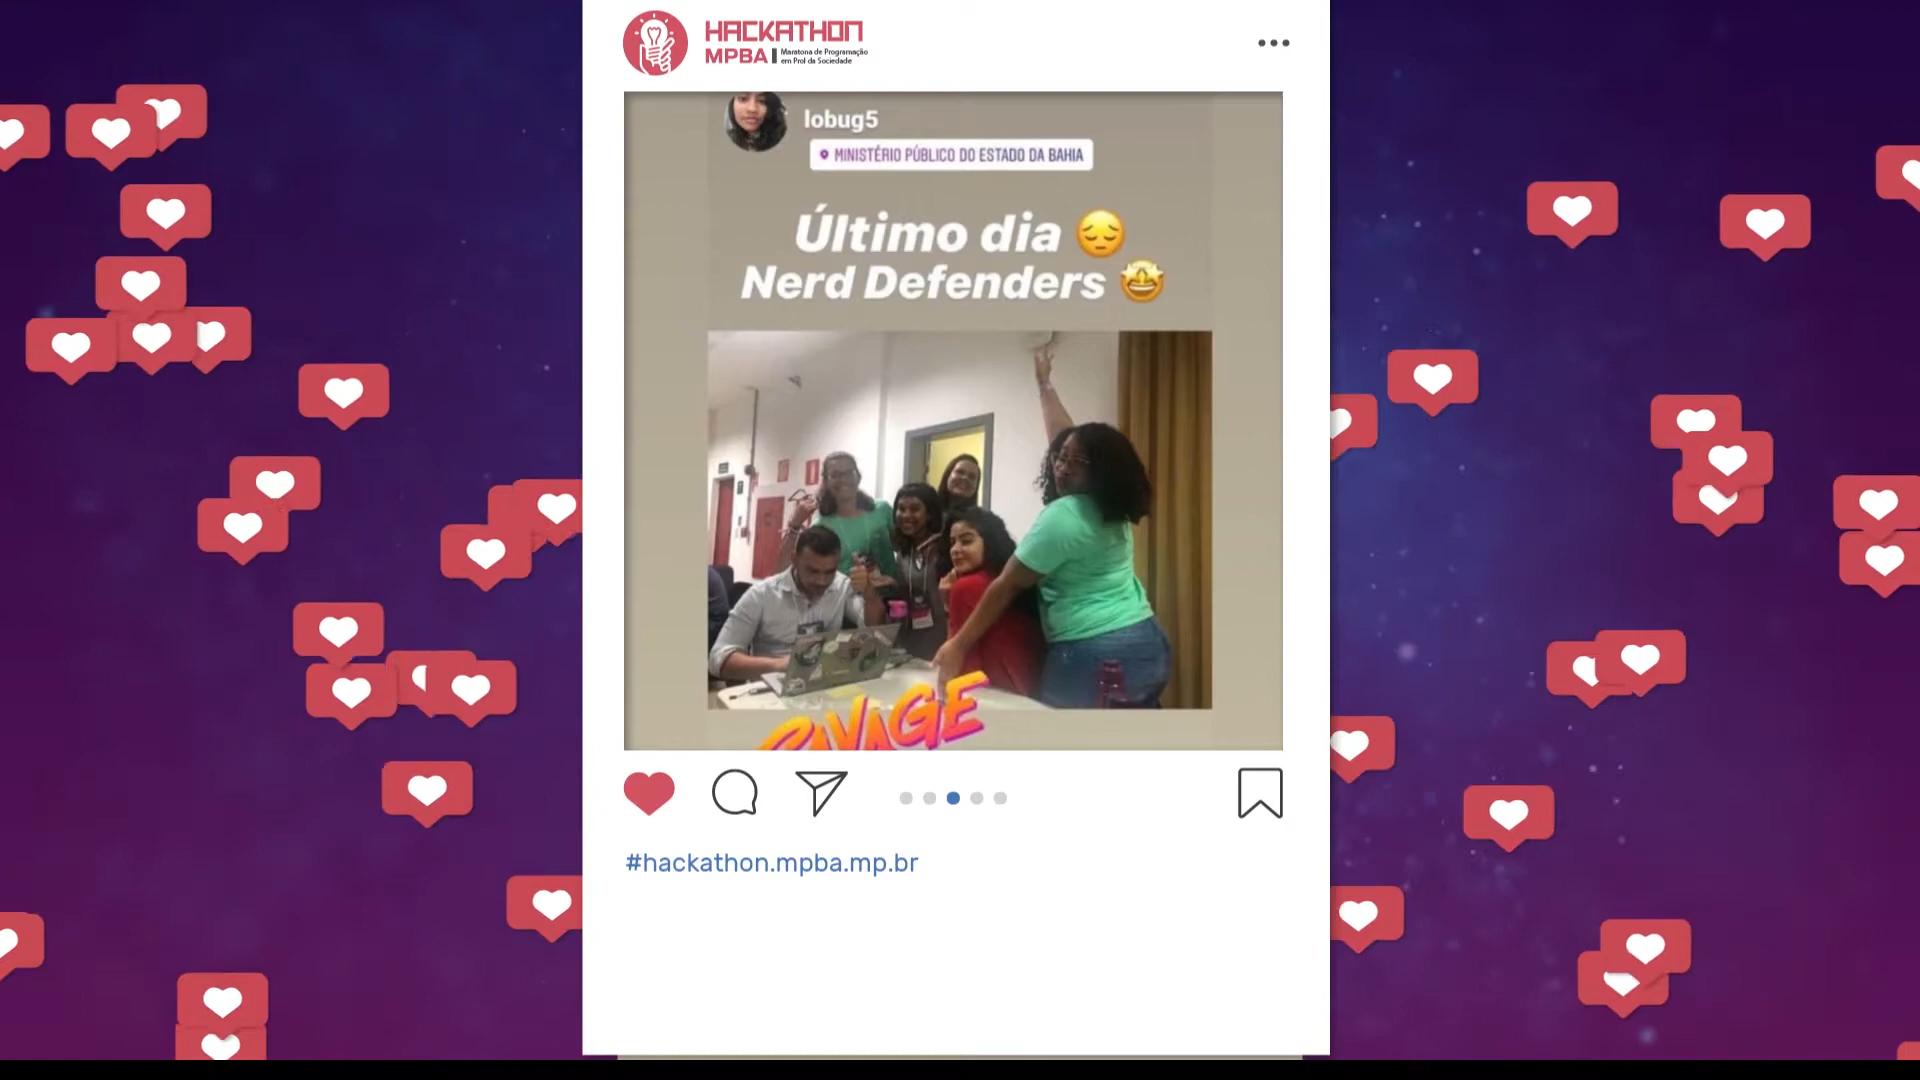 HACKATHON
MPBA
Maratona de Programação
em Prol da Sociedade
lobug5
MINISTÉRIO PÚBLICO DO ESTADO DA BAHIA
Último dia
Nerd Defenders
SAVAGE
#hackathon.mpba.mp.br